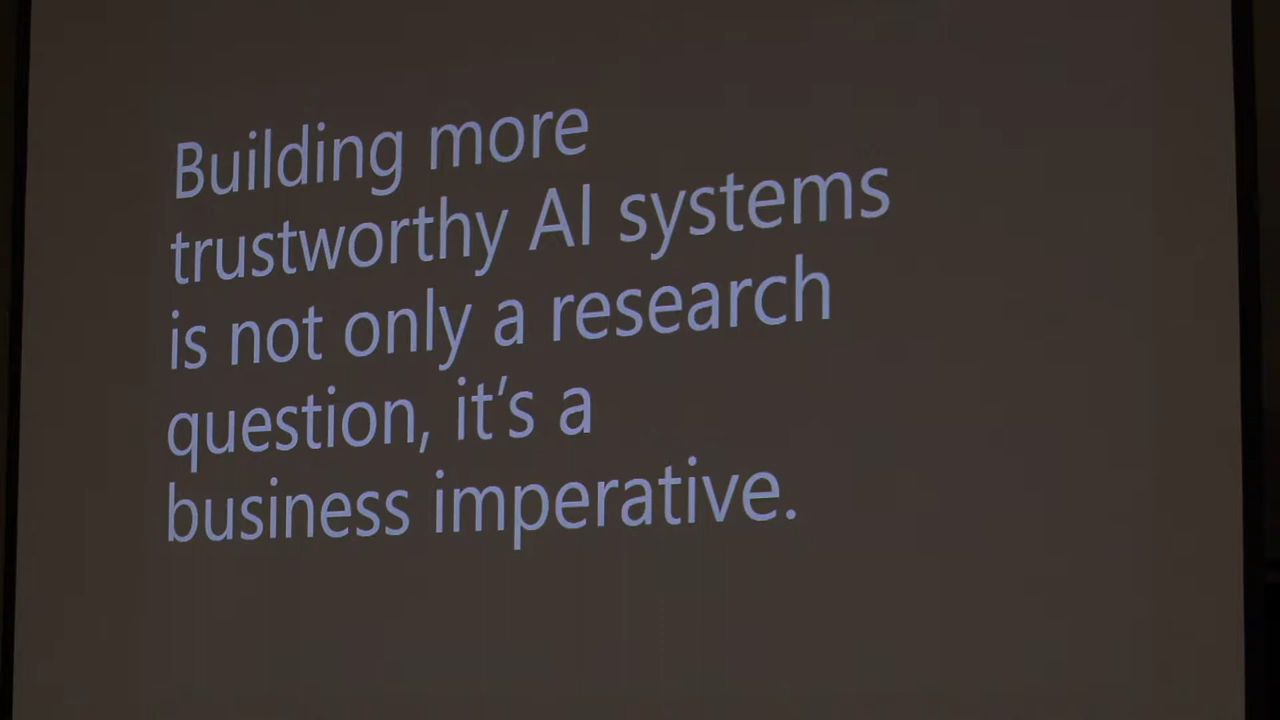 Building more
trustworthy AI systems
is not only a research
question, it’s a
business imperative.